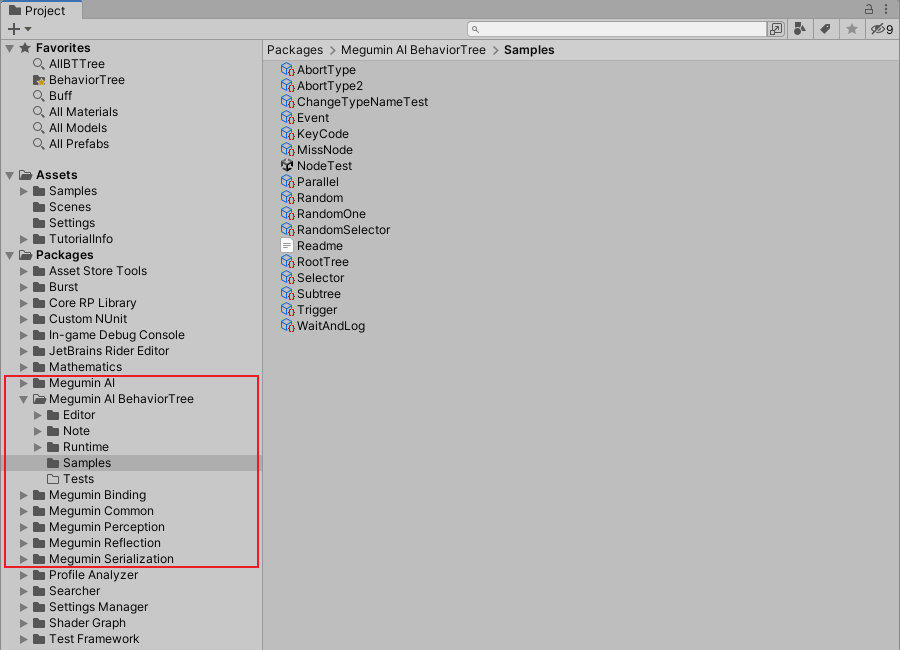 Project
9
Favorites
AllBTTree
BehaviorTree
Buff
All Materials
All Models
All Prefabs
Assets
Samples
Scenes
Settings
TutorialInfo
Packages
Asset Store Tools
Burst
Core RP Library
Custom NUnit
In-game Debug Console
JetBrains Rider Editor
Mathematics
Megumin AI
Megumin AI BehaviorTree
Editor
Note
Runtime
Samples
Tests
Megumin Binding
Megumin Common
Megumin Perception
Megumin Reflection
Megumin Serialization
Profile Analyzer
Searcher
Settings Manager
Shader Graph
Test Framework
Packages > Megumin AI BehaviorTree > Samples
AbortType
AbortType2
ChangeTypeNameTest
Event
KeyCode
MissNode
NodeTest
Parallel
Random
RandomOne
RandomSelector
Readme
RootTree
Selector
Subtree
Trigger
WaitAndLog